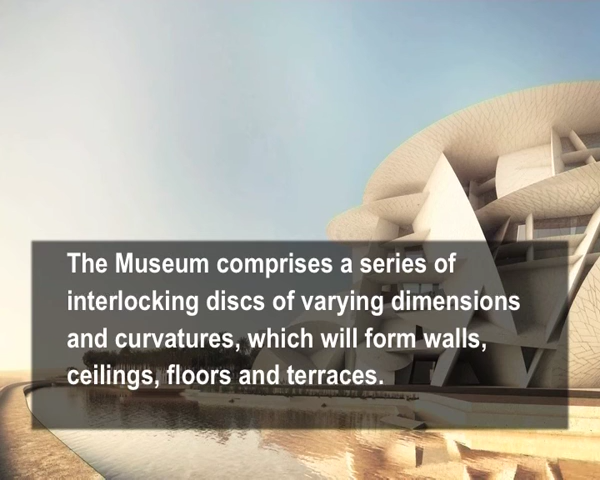 The Museum comprises a series of
interlocking discs of varying dimensions
and curvatures, which will form walls,
ceilings, floors and terraces.